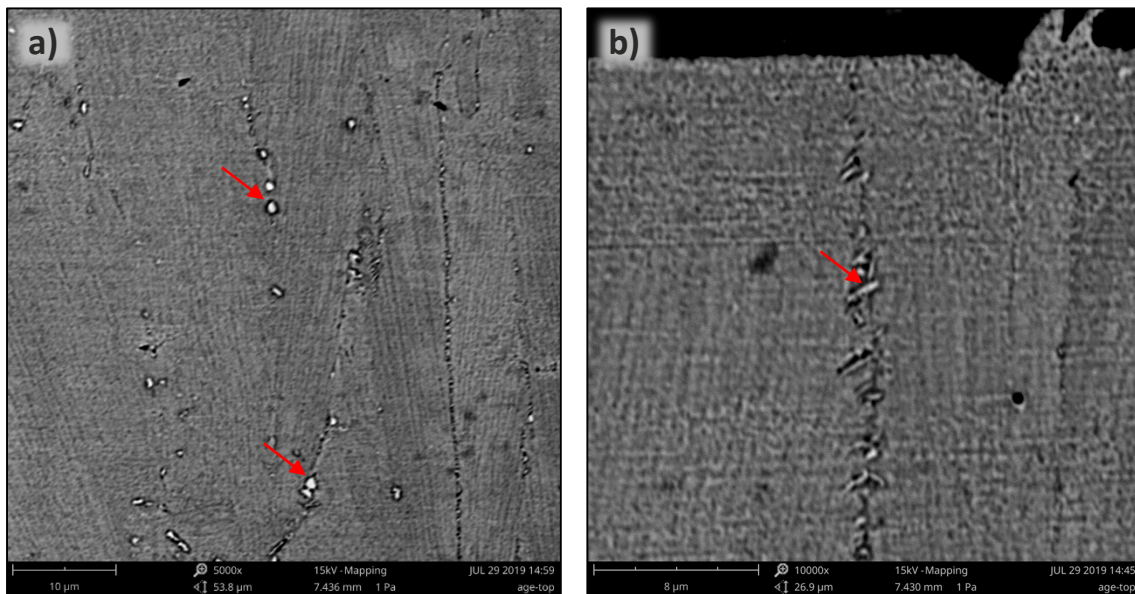 a)
b)
10 µm
5000x
53.8 µm
15kV - Mapping
7.436 mm
1 Pa
JUL 29 2019 14:59
age-top
8 µm
10000x
26.9 µm
15kV - Mapping
7.430 mm
1 Pa
JUL 29 2019 14:45
age-top